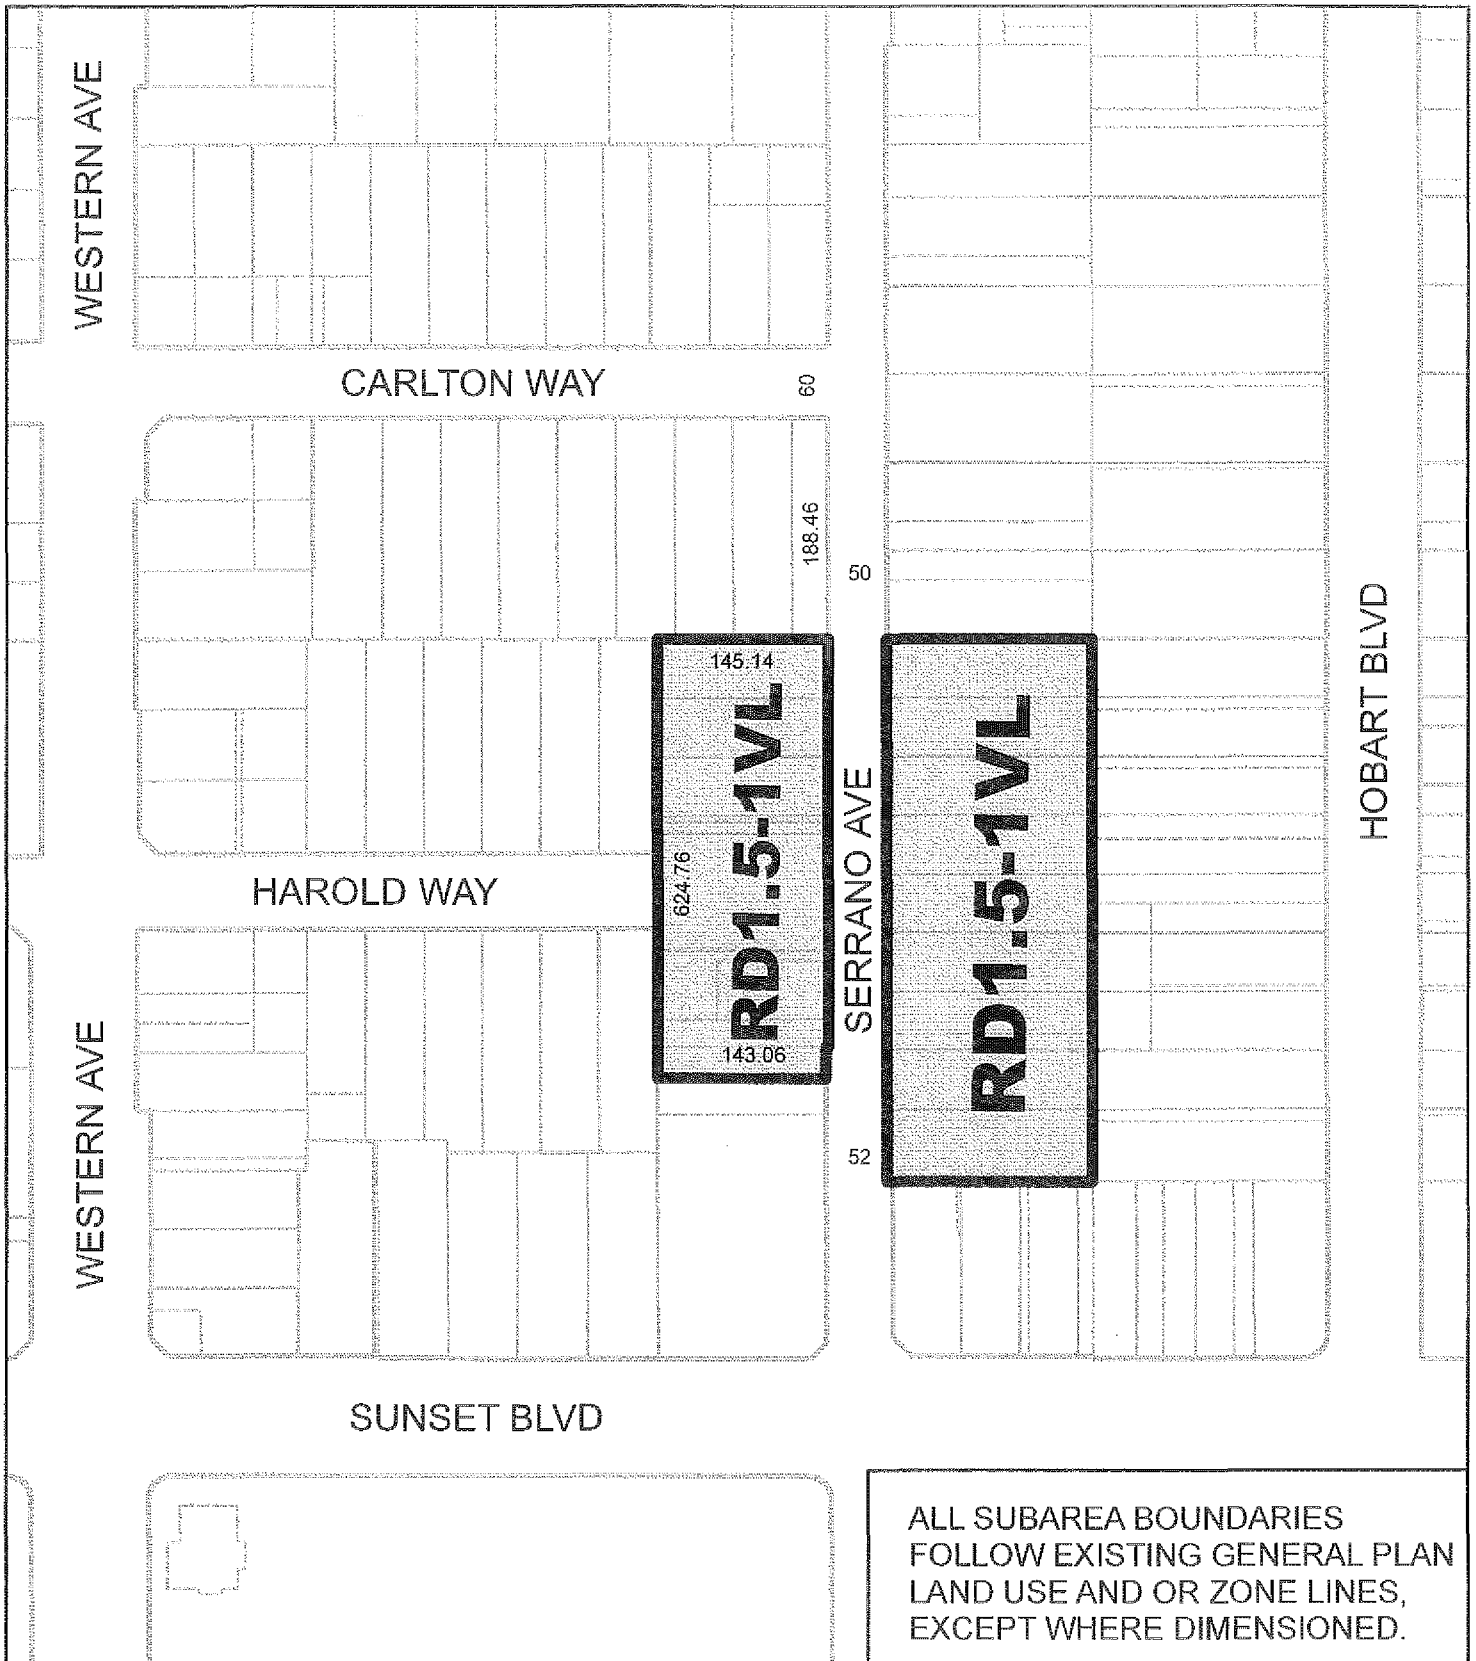 WESTERN AVE
CARLTON WAY
60
188.46
50
HOBART BLVD
145.14
RD1.5-1VL
624.76
143.06
SERRANO AVE
RD1.5-1VL
HAROLD WAY
WESTERN AVE
52
SUNSET BLVD
ALL SUBAREA BOUNDARIES
FOLLOW EXISTING GENERAL PLAN
LAND USE AND OR ZONE LINES,
EXCEPT WHERE DIMENSIONED.